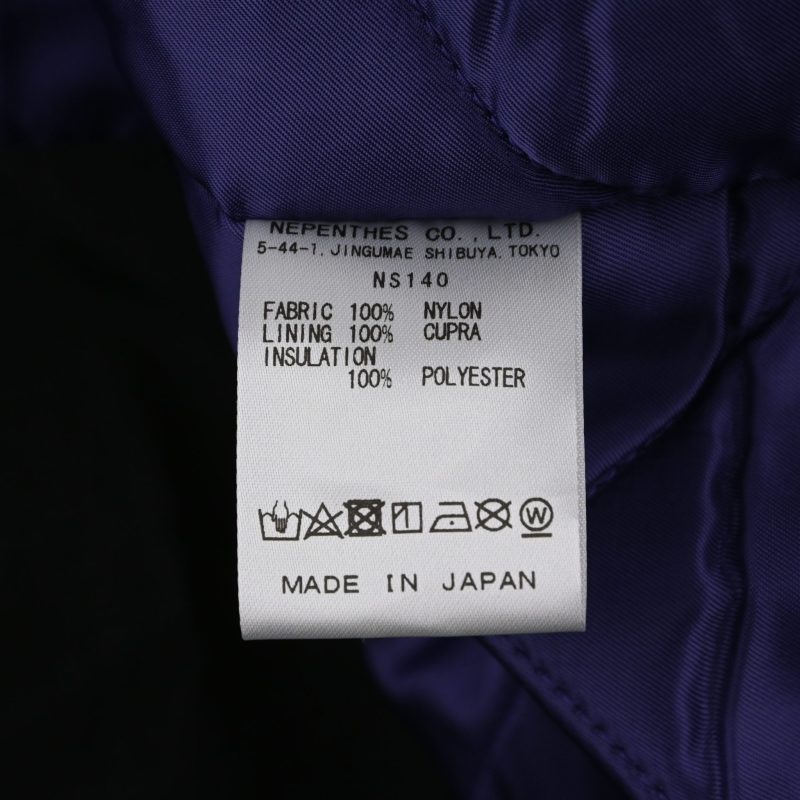 NEPENTHES CO., LTD.
5-44-1, JINGUMAE SHIBUYA, TOKYO
NS140
FABRIC 100% NYLON
LINING 100% CUPRA
INSULATION
100% POLYESTER
W
MADE IN JAPAN